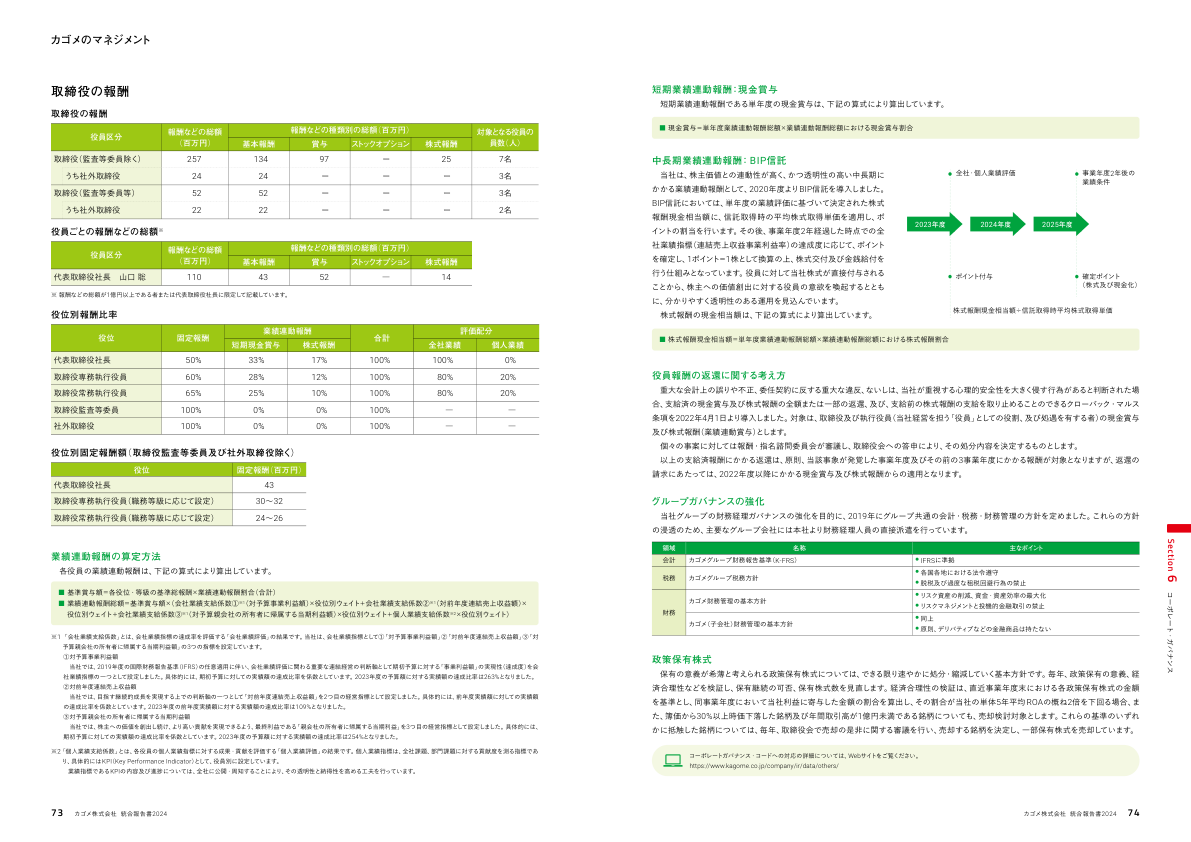 カゴメのマネジメント
取締役の報酬
取締役の報酬
役員区分 報酬などの総額（百万円） 報酬などの種類別の総額（百万円） 対象となる役員の員数（人）
基本報酬 賞与 ストックオプション 株式報酬
取締役（監査等委員除く） 257 134 97 ー 25 7名
うち社外取締役 24 24 ー ー ー 3名
取締役（監査等委員等） 52 52 ー ー ー 3名
うち社外取締役 22 22 ー ー ー 2名
役員ごとの報酬などの総額※
役員区分 報酬などの総額（百万円） 報酬などの種類別の総額（百万円）
基本報酬 賞与 ストックオプション 株式報酬
代表取締役社長　山口 聡 110 43 52 ー 14
※ 報酬などの総額が1億円以上である者または代表取締役社長に限定して記載しています。
役位別報酬比率
役位 固定報酬 業績連動報酬 合計 評価配分
短期現金賞与 株式報酬 全社業績 個人業績
代表取締役社長 50% 33% 17% 100% 100% 0%
取締役専務執行役員 60% 28% 12% 100% 80% 20%
取締役常務執行役員 65% 25% 10% 100% 80% 20%
取締役監査等委員 100% 0% 0% 100% ー ー
社外取締役 100% 0% 0% 100% ー ー
役位別固定報酬額（取締役監査等委員及び社外取締役除く）
役位 固定報酬（百万円）
代表取締役社長 43
取締役専務執行役員（職務等級に応じて設定） 30～32
取締役常務執行役員（職務等級に応じて設定） 24～26
業績連動報酬の算定方法
各役員の業績連動報酬は、下記の算式により算出しています。
■ 基準賞与額＝各役位・等級の基準総報酬×業績連動報酬割合（合計）
■ 業績連動報酬総額＝基準賞与額×（会社業績支給係数①※1（対予算事業利益額）×役位別ウェイト＋会社業績支給係数②※1（対前年度連結売上収益額）×
役位別ウェイト＋会社業績支給係数③※1（対予算親会社の所有者に帰属する当期利益額）×役位別ウェイト＋個人業績支給係数※2×役位別ウェイト）
※1 「会社業績支給係数」とは、会社業績指標の達成率を評価する「会社業績評価」の結果です。当社は、会社業績指標として①「対予算事業利益額」②「対前年度連結売上収益額」③「対
予算親会社の所有者に帰属する当期利益額」の3つの指標を設定しています。
①対予算事業利益額
当社では、2019年度の国際財務報告基準（IFRS）の任意適用に伴い、会社業績評価に関わる重要な連結経営の判断軸として期初予算に対する「事業利益額」の実現性（達成度）を会
社業績指標の一つとして設定しました。具体的には、期初予算に対しての実績額の達成比率を係数としています。2023年度の予算額に対する実績額の達成比率は263%となりました。
②対前年度連結売上収益額
当社では、目指す継続的成長を実現する上での判断軸の一つとして「対前年度連結売上収益額」を2つ目の経営指標として設定しました。具体的には、前年度実績額に対しての実績額
の達成比率を係数としています。2023年度の前年度実績額に対する実績額の達成比率は109%となりました。
③対予算親会社の所有者に帰属する当期利益額
当社では、株主への価値を創出し続け、より高い貢献を実現できるよう、最終利益である「親会社の所有者に帰属する当期利益」を3つ目の経営指標として設定しました。具体的には、
期初予算に対しての実績額の達成比率を係数としています。2023年度の予算額に対する実績額の達成比率は254%となりました。
※2 「個人業績支給係数」とは、各役員の個人業績指標に対する成果・貢献を評価する「個人業績評価」の結果です。個人業績指標は、全社課題、部門課題に対する貢献度を測る指標であ
り、具体的にはKPI（Key Performance Indicator）として、役員別に設定しています。
業績指標であるKPIの内容及び進捗については、全社に公開・周知することにより、その透明性と納得性を高める工夫を行っています。
73 カゴメ株式会社 統合報告書2024
短期業績連動報酬：現金賞与
短期業績連動報酬である単年度の現金賞与は、下記の算式により算出しています。
■ 現金賞与＝単年度業績連動報酬総額×業績連動報酬総額における現金賞与割合
中長期業績連動報酬：BIP信託
当社は、株主価値との連動性が高く、かつ透明性の高い中長期に
かかる業績連動報酬として、2020年度よりBIP信託を導入しました。
BIP信託においては、単年度の業績評価に基づいて決定された株式
報酬現金相当額に、信託取得時の平均株式取得単価を適用し、ポ
イントの割当を行います。その後、事業年度2年経過した時点での全
社業績指標（連結売上収益事業利益率）の達成度に応じて、ポイント
を確定し、1ポイント＝1株として換算の上、株式交付及び金銭給付を
行う仕組みとなっています。役員に対して当社株式が直接付与される
ことから、株主への価値創出に対する役員の意欲を喚起するととも
に、分かりやすく透明性のある運用を見込んでいます。
株式報酬の現金相当額は、下記の算式により算出しています。
全社・個人業績評価
事業年度2年後の
業績条件
2023年度 2024年度 2025年度
ポイント付与
確定ポイント
（株式及び現金化）
株式報酬現金相当額÷信託取得時平均株式取得単価
■ 株式報酬現金相当額＝単年度業績連動報酬総額×業績連動報酬総額における株式報酬割合
役員報酬の返還に関する考え方
重大な会計上の誤りや不正、委任契約に反する重大な違反、ないしは、当社が重視する心理的安全性を大きく侵す行為があると判断された場
合、支給済の現金賞与及び株式報酬の全額または一部の返還、及び、支給前の株式報酬の支給を取り止めることのできるクローバック・マルス
条項を2022年4月1日より導入しました。対象は、取締役及び執行役員（当社経営を担う「役員」としての役割、及び処遇を有する者）の現金賞与
及び株式報酬（業績連動賞与）とします。
個々の事案に対しては報酬・指名諮問委員会が審議し、取締役会への答申により、その処分内容を決定するものとします。
以上の支給済報酬にかかる返還は、原則、当該事象が発覚した事業年度及びその前の3事業年度にかかる報酬が対象となりますが、返還の
請求にあたっては、2022年度以降にかかる現金賞与及び株式報酬からの適用となります。
グループガバナンスの強化
当社グループの財務経理ガバナンスの強化を目的に、2019年にグループ共通の会計・税務・財務管理の方針を定めました。これらの方針
の浸透のため、主要なグループ会社には本社より財務経理人員の直接派遣を行っています。
領域 名称 主なポイント
会計 カゴメグループ財務報告基準（K-FRS） ●IFRSに準拠
税務 カゴメグループ税務方針 ●各国各地における法令遵守
●脱税及び過度な租税回避行為の禁止
財務 カゴメ財務管理の基本方針 ●リスク資産の削減、資金・資産効率の最大化
●リスクマネジメントと投機的金融取引の禁止
カゴメ（子会社）財務管理の基本方針 ●同上
●原則、デリバティブなどの金融商品は持たない
政策保有株式
保有の意義が希薄と考えられる政策保有株式については、できる限り速やかに処分・縮減していく基本方針です。毎年、政策保有の意義、経
済合理性などを検証し、保有継続の可否、保有株式数を見直します。経済合理性の検証は、直近事業年度末における各政策保有株式の金額
を基準とし、同事業年度において当社利益に寄与した金額の割合を算出し、その割合が当社の単体5年平均ROAの概ね2倍を下回る場合、ま
た、簿価から30%以上時価下落した銘柄及び年間取引高が1億円未満である銘柄についても、売却検討対象とします。これらの基準のいずれ
かに抵触した銘柄については、毎年、取締役会で売却の是非に関する審議を行い、売却する銘柄を決定し、一部保有株式を売却しています。
コーポレートガバナンス・コードへの対応の詳細については、Webサイトをご覧ください。
https://www.kagome.co.jp/company/ir/data/others/
Section 6
コーポレート・ガバナンス
カゴメ株式会社 統合報告書2024 74